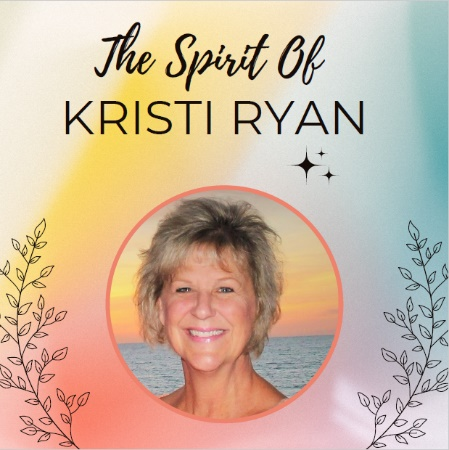 The Spirit Of
KRISTI RYAN